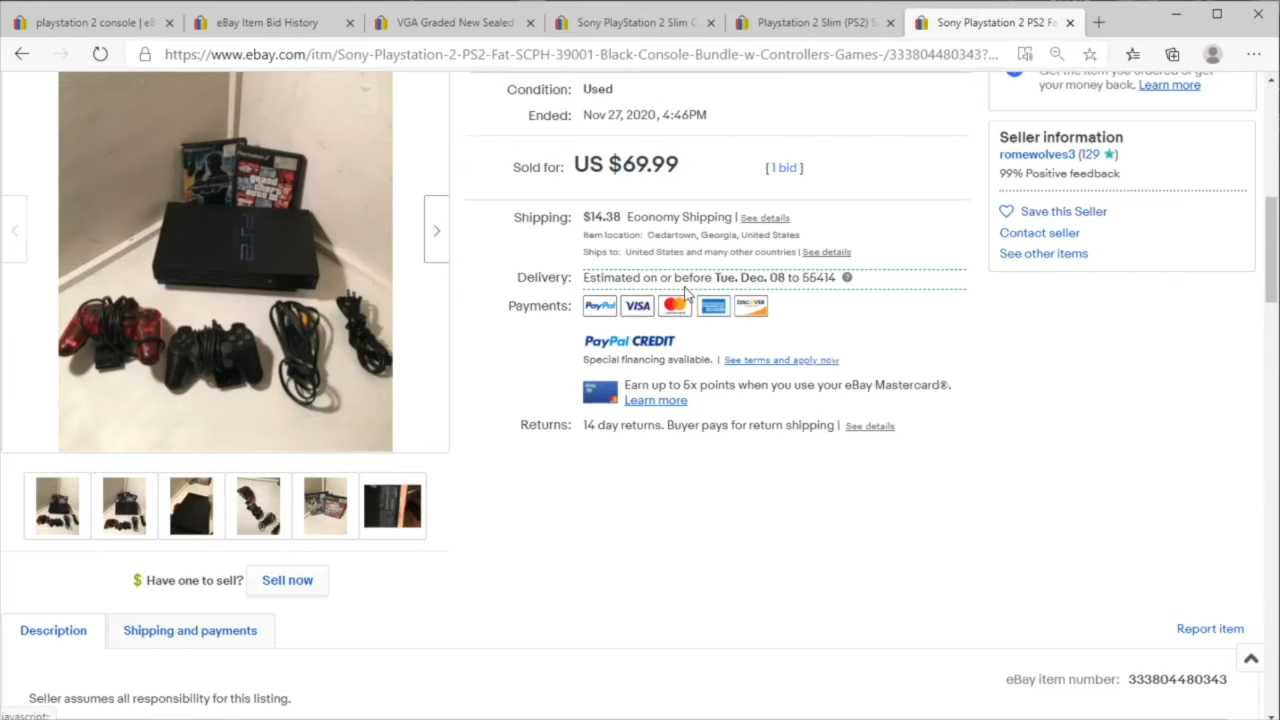 playstation 2 console | eB
eBay Item Bid History
VGA Graded New Sealed
Sony PlayStation 2 Slim C
Playstation 2 Slim (PS2) S
Sony Playstation 2 PS2 Fa
https://www.ebay.com/itm/Sony-Playstation-2-PS2-Fat-SCPH-39001-Black-Console-Bundle-w-Controllers-Games-/333804480343?...
Get the item you ordered or get
your money back. Learn more
Condition: Used
Ended: Nov 27, 2020, 4:46PM
Sold for: US $69.99 [ 1 bid ]
Shipping: $14.38 Economy Shipping | See details
Item location: Cedartown, Georgia, United States
Ships to: United States and many other countries | See details
Delivery: Estimated on or before Tue. Dec. 08 to 55414
Payments: PayPal VISA
PayPal CREDIT
Special financing available. | See terms and apply now
Earn up to 5x points when you use your eBay Mastercard®.
Learn more
Returns: 14 day returns. Buyer pays for return shipping | See details
Seller information
romewolves3 (129 ★)
99% Positive feedback
Save this Seller
Contact seller
See other items
$ Have one to sell? Sell now
Description
Shipping and payments
Report item
eBay item number: 333804480343
Seller assumes all responsibility for this listing.
javascript: